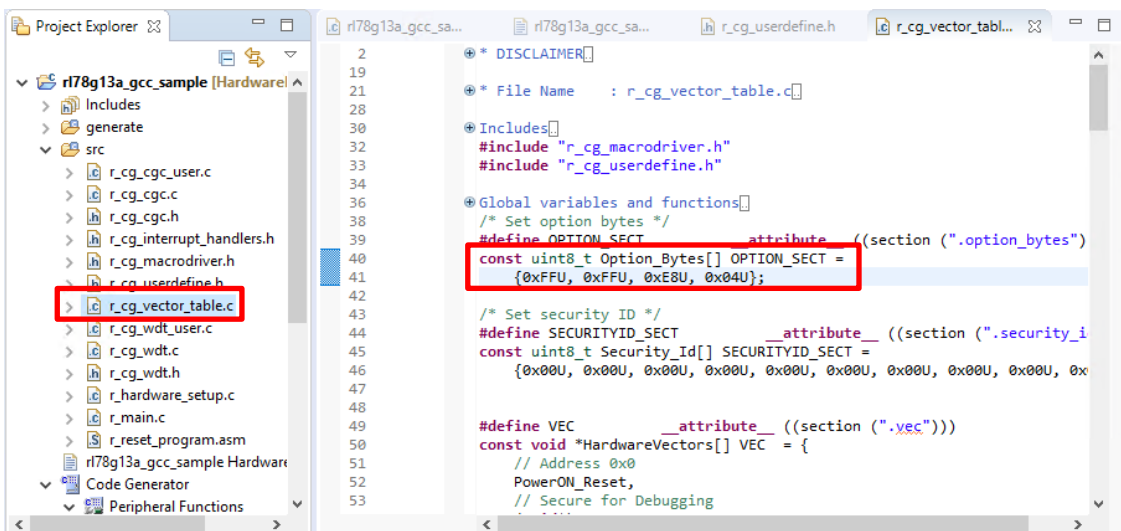 Project Explorer
rl78g13a_gcc_sample [Hardwarel
Includes
generate
src
r_cg_cgc_user.c
r_cg_cgc.c
r_cg_cgc.h
r_cg_interrupt_handlers.h
r_cg_macrodriver.h
r_cg_userdefine.h
r_cg_vector_table.c
r_cg_wdt_user.c
r_cg_wdt.c
r_cg_wdt.h
r_hardware_setup.c
r_main.c
r_reset_program.asm
rl78g13a_gcc_sample Hardware
Code Generator
Peripheral Functions
rl78g13a_gcc_sa... rl78g13a_gcc_sa... r_cg_userdefine.h r_cg_vector_tabl...
2 * DISCLAIMER
19
21 * File Name    : r_cg_vector_table.c
28
30 Includes
32 #include "r_cg_macrodriver.h"
33 #include "r_cg_userdefine.h"
34
36 Global variables and functions
38 /* Set option bytes */
39 #define OPTION_SECT __attribute__ ((section (".option_bytes")
40 const uint8_t Option_Bytes[] OPTION_SECT =
41 {0xFFU, 0xFFU, 0xE8U, 0x04U};
42
43 /* Set security ID */
44 #define SECURITYID_SECT __attribute__ ((section (".security_i
45 const uint8_t Security_Id[] SECURITYID_SECT =
46 {0x00U, 0x00U, 0x00U, 0x00U, 0x00U, 0x00U, 0x00U, 0x00U, 0x00U, 0x
47
48
49 #define VEC __attribute__ ((section (".vec")))
50 const void *HardwareVectors[] VEC = {
51 // Address 0x0
52 PowerON_Reset,
53 // Secure for Debugging